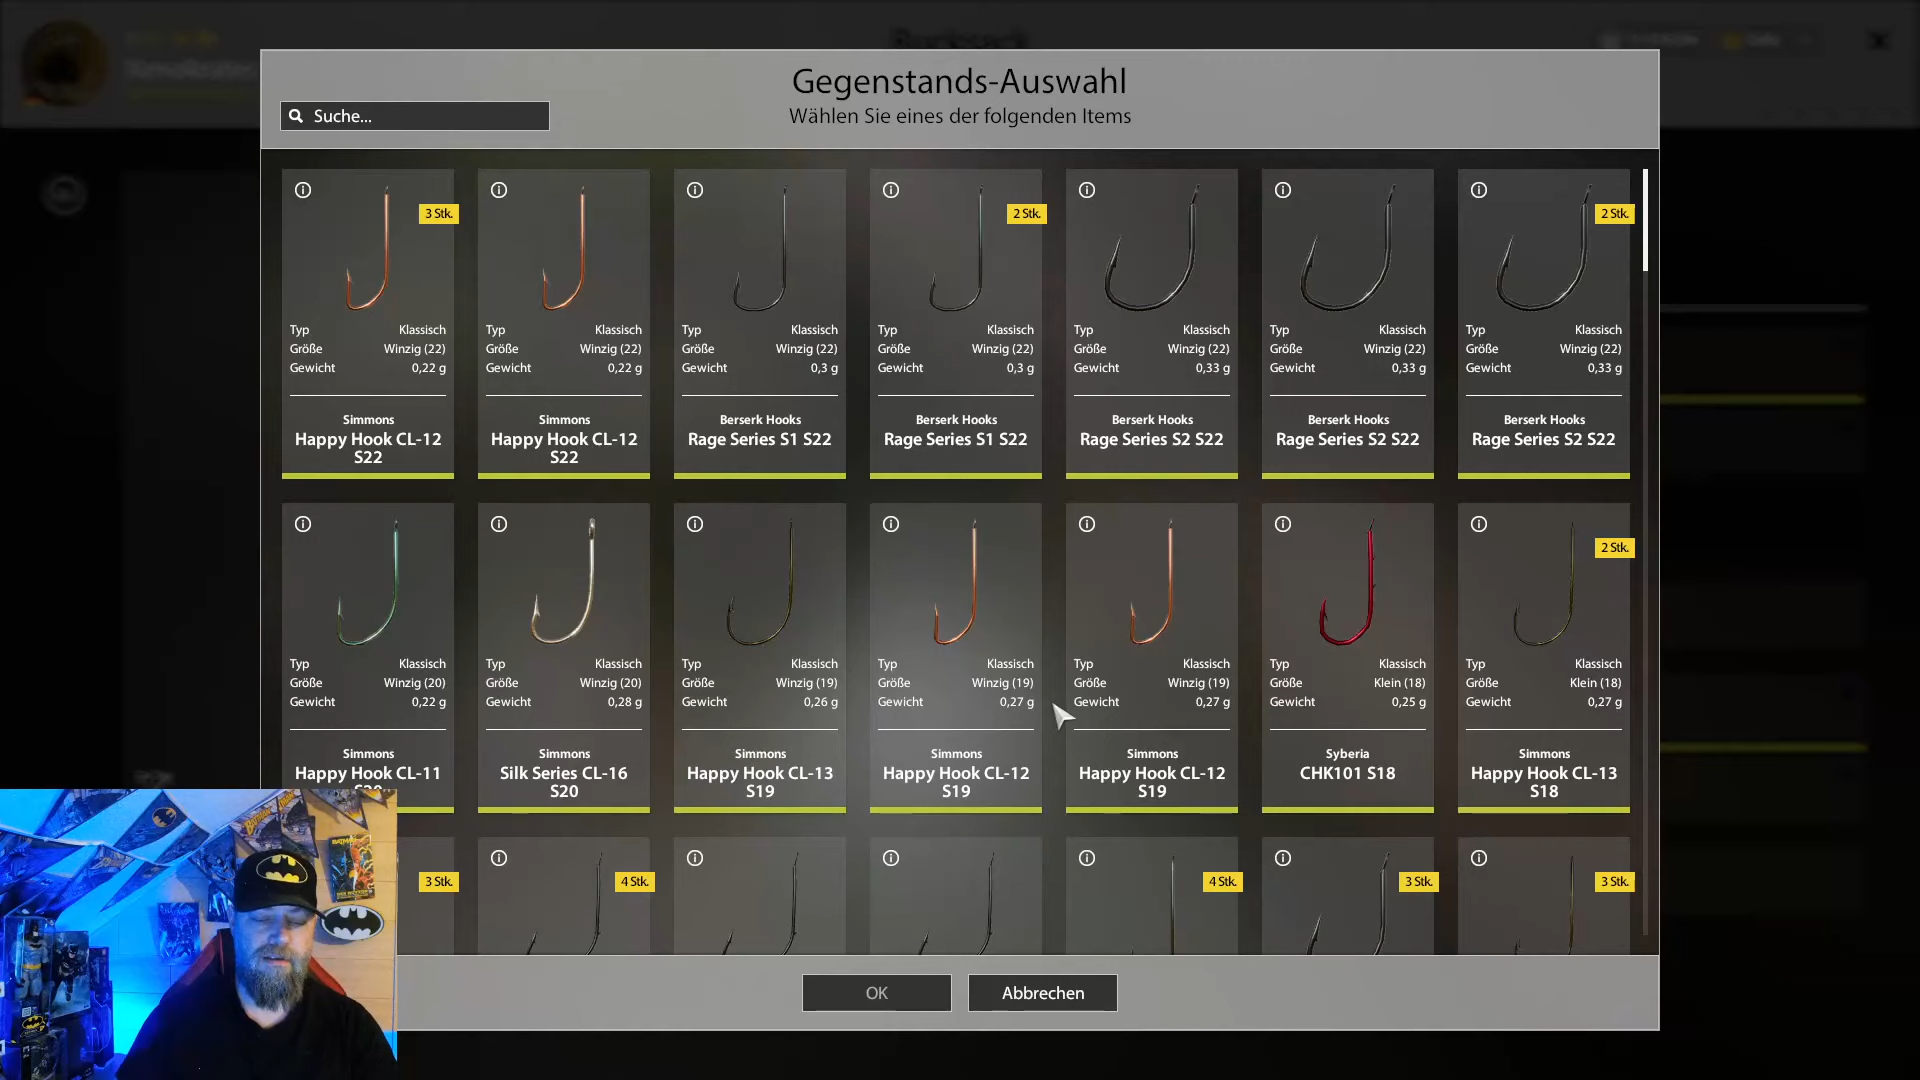 Gegenstands-Auswahl
Wählen Sie eines der folgenden Items
Suche...
3 Stk.
2 Stk.
2 Stk.
Typ Klassisch
Größe Winzig (22)
Gewicht 0,22 g
Simmons
Happy Hook CL-12
S22
Typ Klassisch
Größe Winzig (22)
Gewicht 0,22 g
Simmons
Happy Hook CL-12
S22
Typ Klassisch
Größe Winzig (22)
Gewicht 0,3 g
Berserk Hooks
Rage Series S1 S22
Typ Klassisch
Größe Winzig (22)
Gewicht 0,3 g
Berserk Hooks
Rage Series S1 S22
Typ Klassisch
Größe Winzig (22)
Gewicht 0,33 g
Berserk Hooks
Rage Series S2 S22
Typ Klassisch
Größe Winzig (22)
Gewicht 0,33 g
Berserk Hooks
Rage Series S2 S22
Typ Klassisch
Größe Winzig (22)
Gewicht 0,33 g
Berserk Hooks
Rage Series S2 S22
2 Stk.
Typ Klassisch
Größe Winzig (20)
Gewicht 0,22 g
Simmons
Happy Hook CL-11
S20
Typ Klassisch
Größe Winzig (20)
Gewicht 0,28 g
Simmons
Silk Series CL-16
S20
Typ Klassisch
Größe Winzig (19)
Gewicht 0,26 g
Simmons
Happy Hook CL-13
S19
Typ Klassisch
Größe Winzig (19)
Gewicht 0,27 g
Simmons
Happy Hook CL-12
S19
Typ Klassisch
Größe Winzig (19)
Gewicht 0,27 g
Simmons
Happy Hook CL-12
S19
Typ Klassisch
Größe Klein (18)
Gewicht 0,25 g
Syberia
CHK101 S18
Typ Klassisch
Größe Klein (18)
Gewicht 0,27 g
Simmons
Happy Hook CL-13
S18
3 Stk.
4 Stk.
4 Stk.
3 Stk.
3 Stk.
OK
Abbrechen